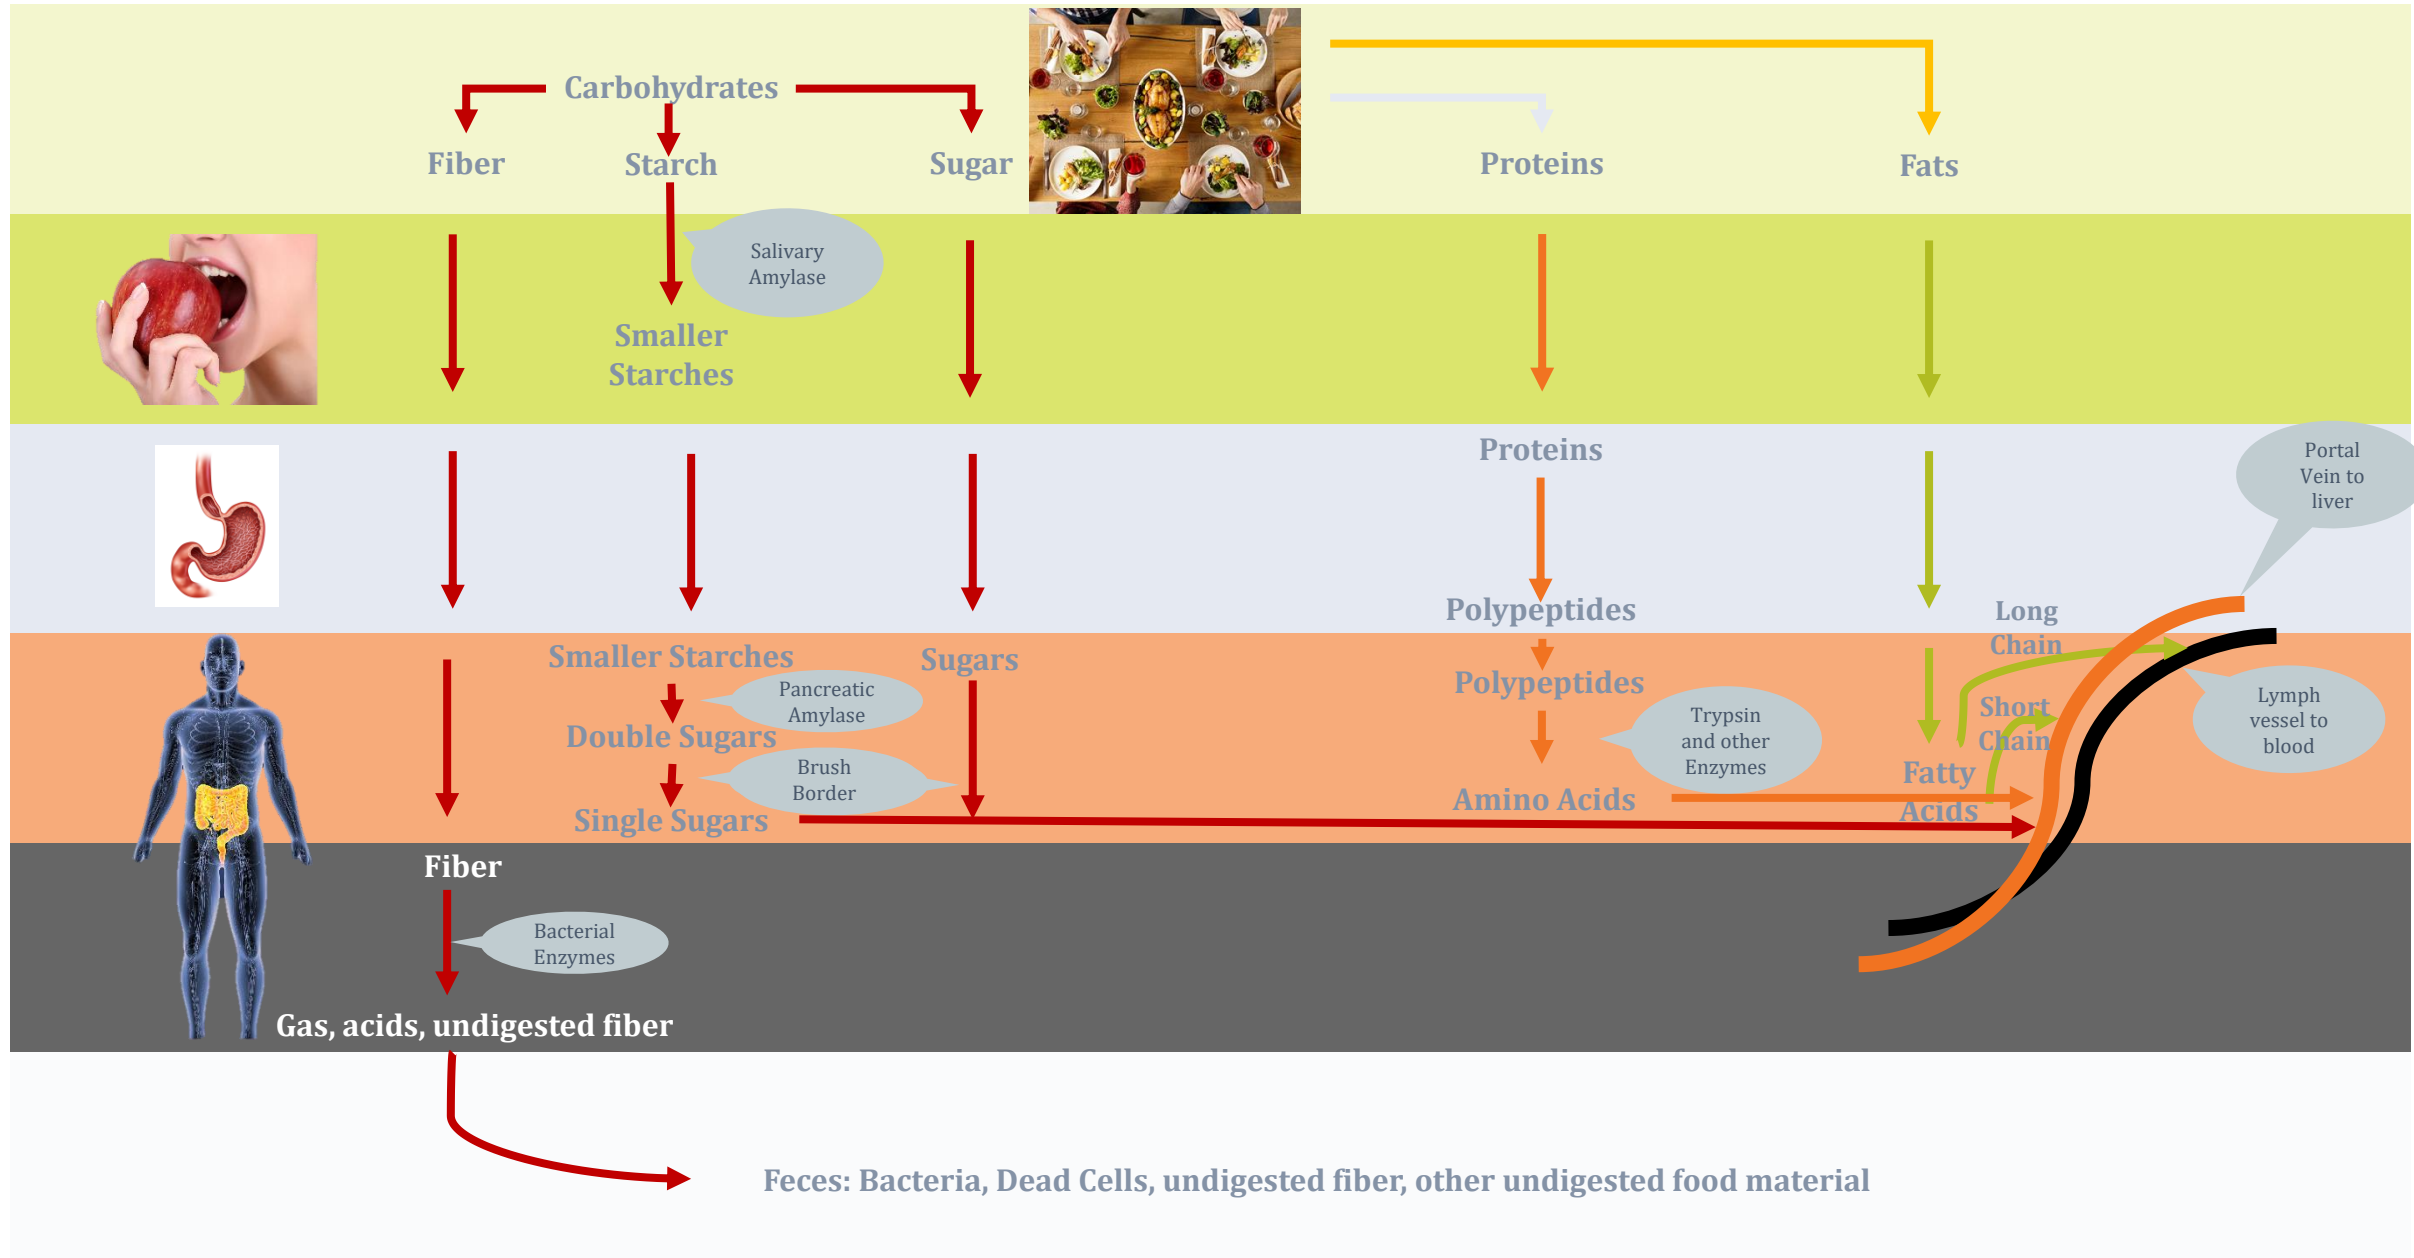 Carbohydrates
Fiber
Starch
Sugar
Proteins
Fats
Salivary
Amylase
Smaller
Starches
Proteins
Portal
Vein to
liver
Polypeptides
Long
Chain
Smaller Starches
Sugars
Pancreatic
Amylase
Polypeptides
Double Sugars
Trypsin
and other
Enzymes
Short
Chain
Lymph
vessel to
blood
Brush
Border
Single Sugars
Amino Acids
Fatty
Acids
Fiber
Bacterial
Enzymes
Gas, acids, undigested fiber
Feces: Bacteria, Dead Cells, undigested fiber, other undigested food material